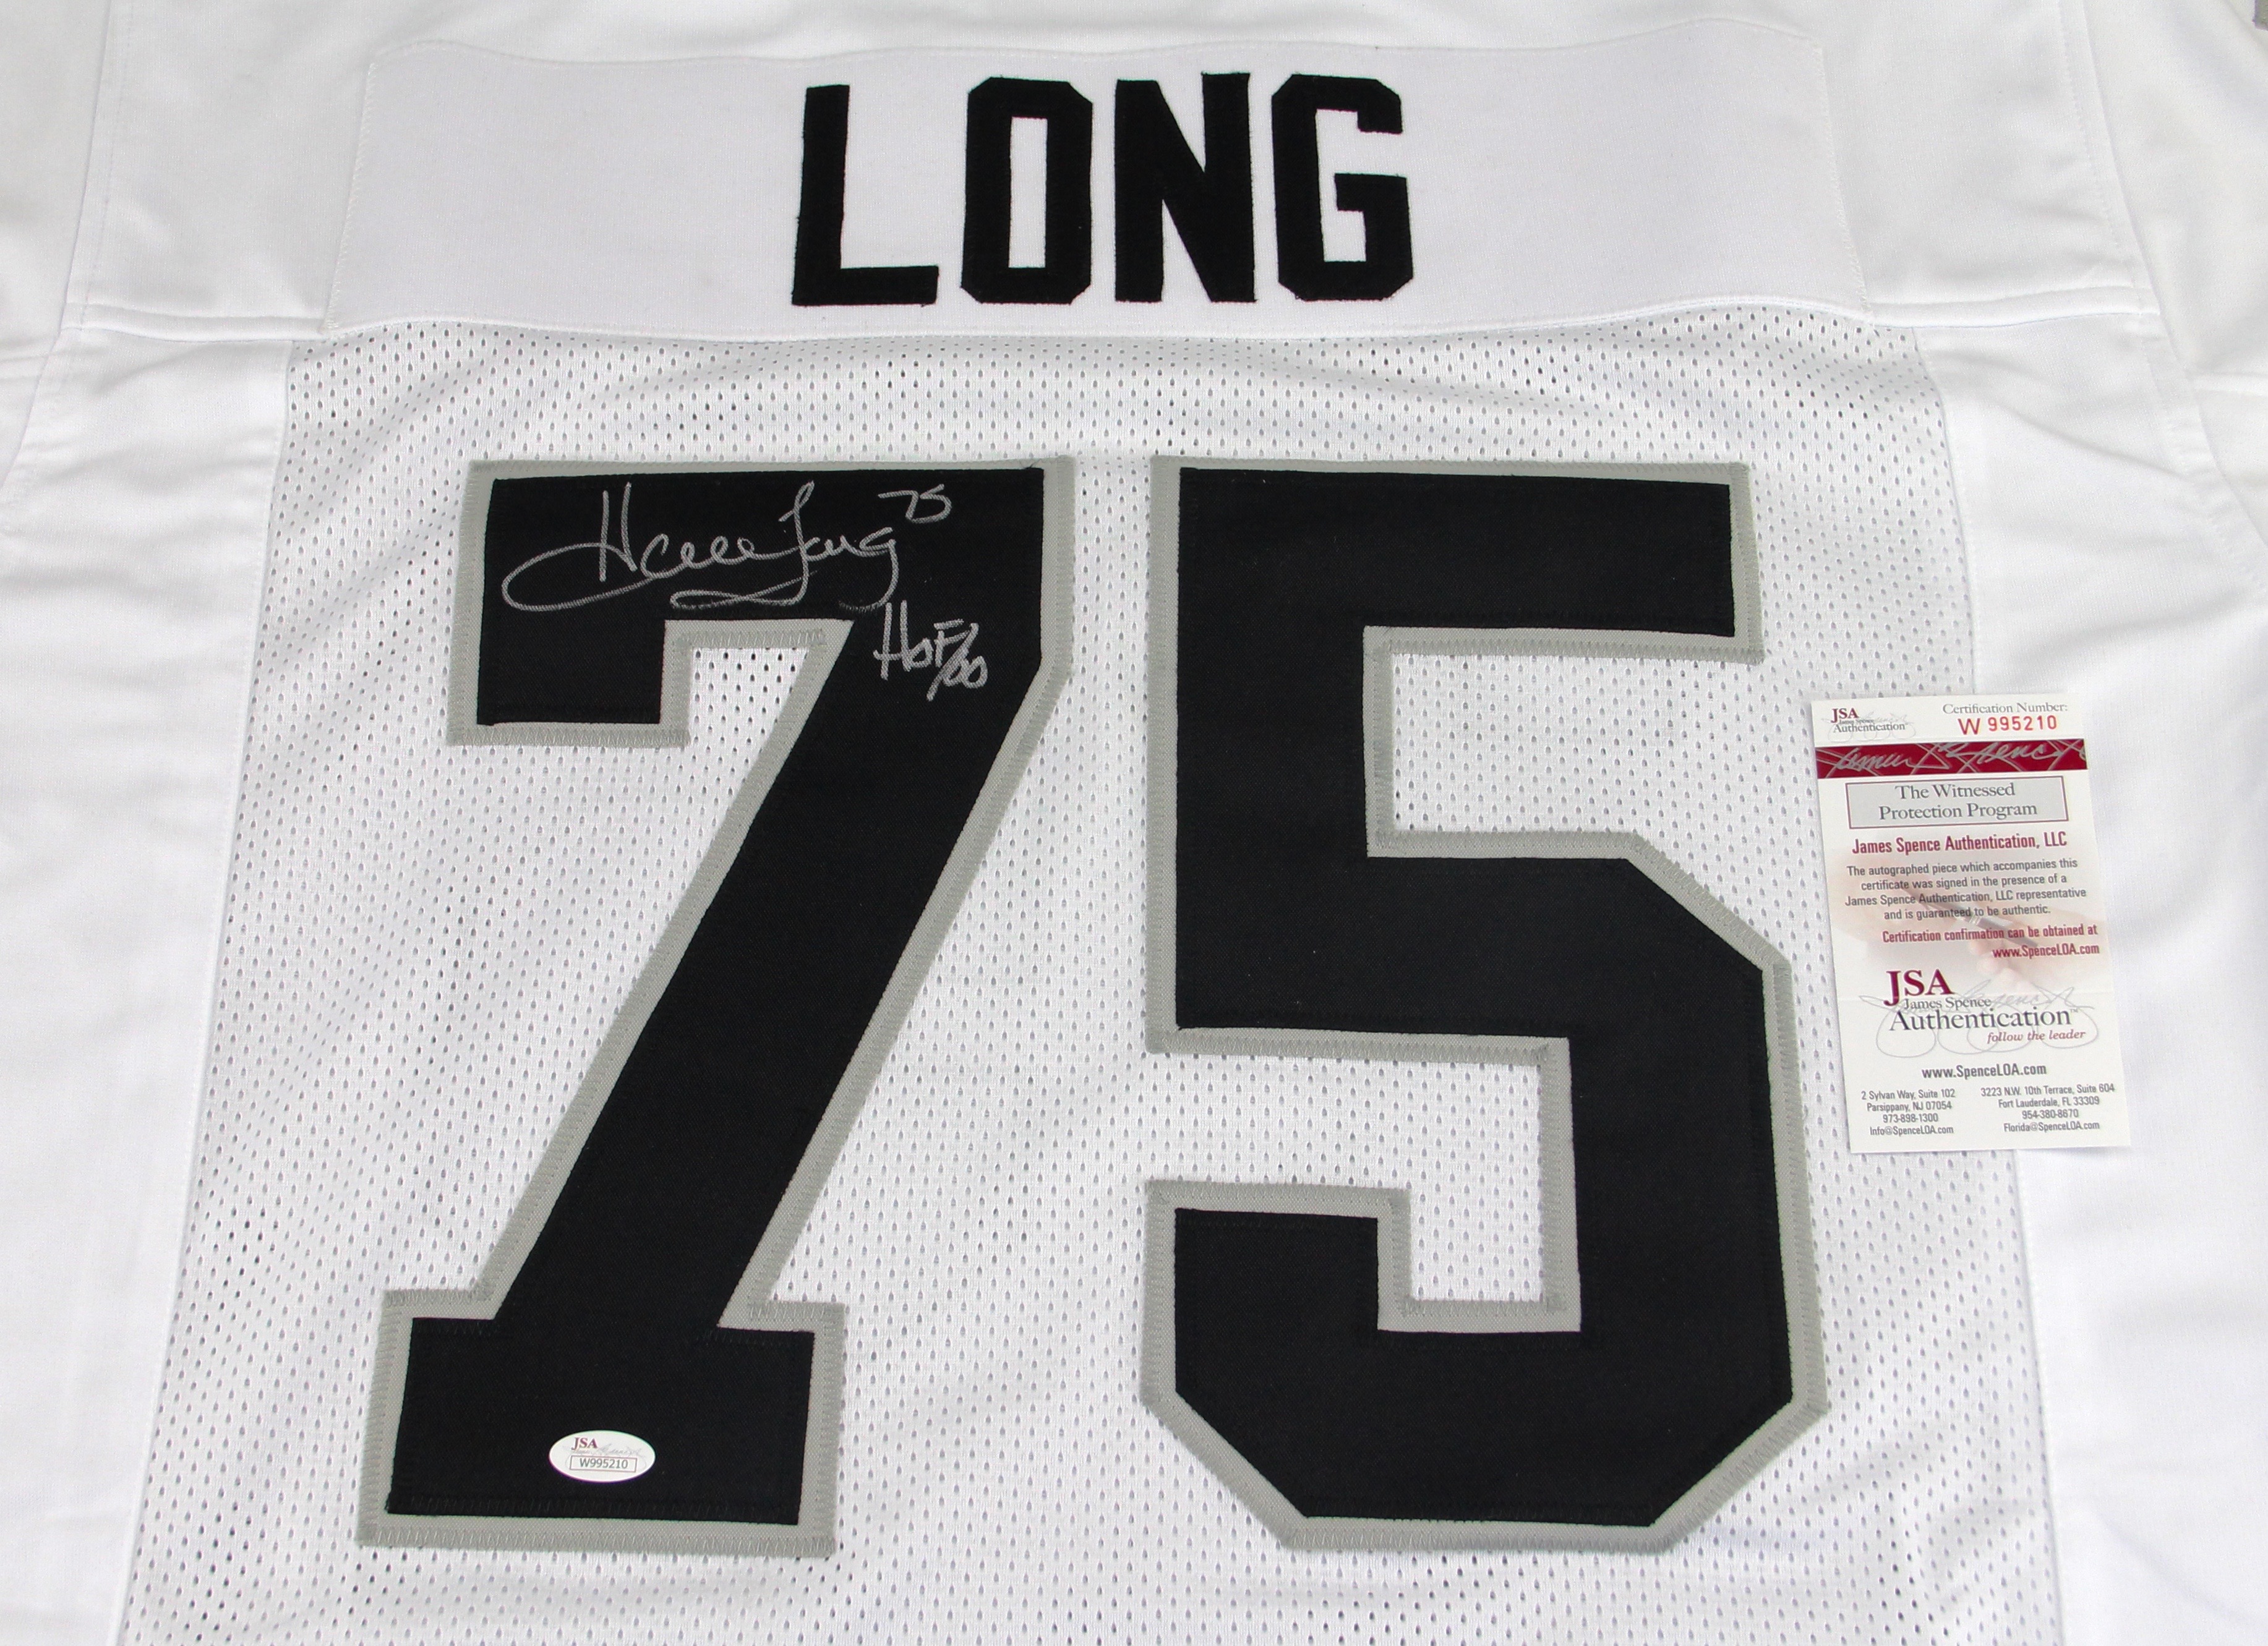 LONG
75
Howie Long 75
HOF/00
JSA
W995210
JSA
James Spence
Authentication
Certification Number:
W 995210
The Witnessed
Protection Program
James Spence Authentication, LLC
The autographed piece which accompanies this
certificate was signed in the presence of a
James Spence Authentication, LLC representative
and is guaranteed to be authentic.
Certification confirmation can be obtained at
www.SpenceLOA.com
JSA
James Spence
Authentication™
follow the leader
www.SpenceLOA.com
2 Sylvan Way, Suite 102
Parsippany, NJ 07054
973-898-1300
Info@SpenceLOA.com
3223 N.W. 10th Terrace, Suite 604
Fort Lauderdale, FL 33309
954-380-8870
Florida@SpenceLOA.com